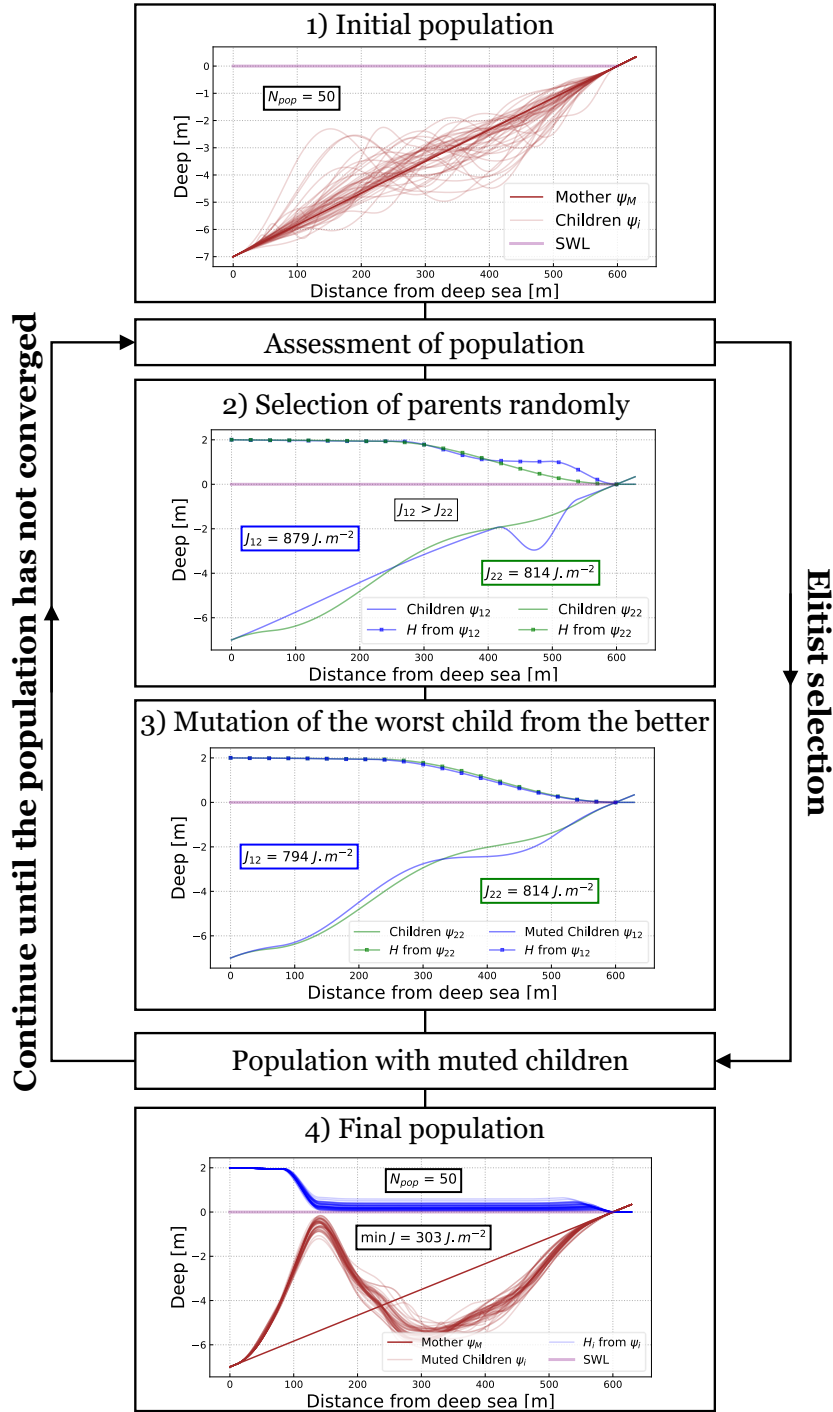 1) Initial population
0
−1
−2
−3
−4
−5
−6
−7
Deep [m]
N_pop = 50
Mother ψ_M
Children ψ_i
SWL
0 100 200 300 400 500 600
Distance from deep sea [m]
Assessment of population
2) Selection of parents randomly
2
0
−2
−4
−6
Deep [m]
J_12 > J_22
J_12 = 879 J.m⁻²
J_22 = 814 J.m⁻²
Children ψ_12
H from ψ_12
Children ψ_22
H from ψ_22
0 100 200 300 400 500 600
Distance from deep sea [m]
3) Mutation of the worst child from the better
2
0
−2
−4
−6
Deep [m]
J_12 = 794 J.m⁻²
J_22 = 814 J.m⁻²
Children ψ_22
H from ψ_22
Muted Children ψ_12
H from ψ_12
0 100 200 300 400 500 600
Distance from deep sea [m]
Population with muted children
4) Final population
2
0
−2
−4
−6
Deep [m]
N_pop = 50
min J = 303 J.m⁻²
Mother ψ_M
Muted Children ψ_i
H_i from ψ_i
SWL
0 100 200 300 400 500 600
Distance from deep sea [m]
Continue until the population has not converged
Elitist selection